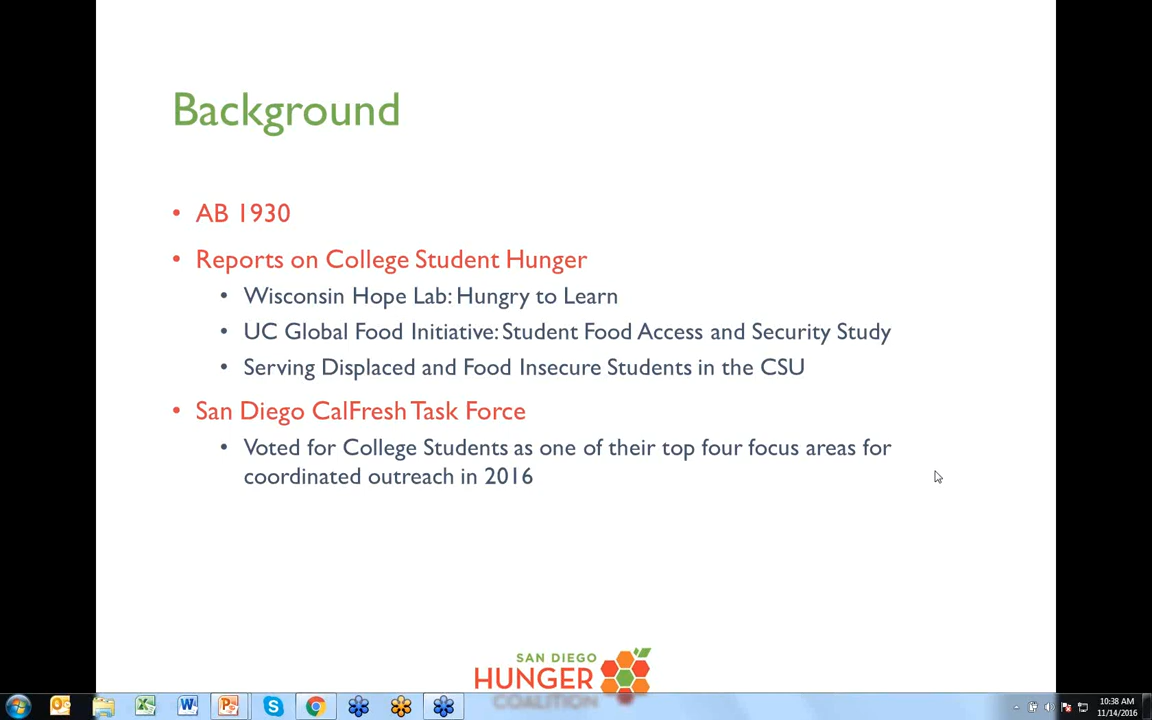 Background
• AB 1930
• Reports on College Student Hunger
• Wisconsin Hope Lab: Hungry to Learn
• UC Global Food Initiative: Student Food Access and Security Study
• Serving Displaced and Food Insecure Students in the CSU
• San Diego CalFresh Task Force
• Voted for College Students as one of their top four focus areas for
coordinated outreach in 2016
SAN DIEGO
HUNGER
COALITION
10:38 AM
11/14/2016